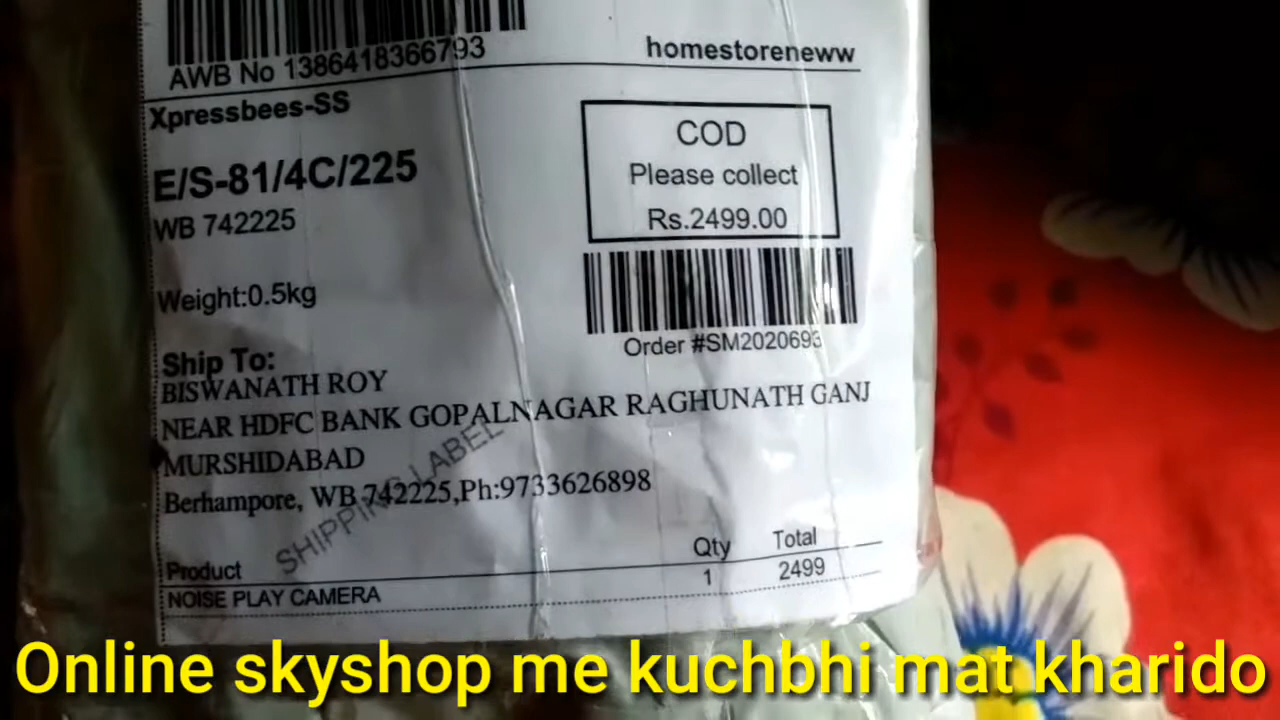 AWB No 1386418366793
homestoreneww
Xpressbees-SS
COD
Please collect
Rs.2499.00
E/S-81/4C/225
WB 742225
Weight:0.5kg
Order #SM2020693
Ship To:
BISWANATH ROY
NEAR HDFC BANK GOPALNAGAR RAGHUNATH GANJ
MURSHIDABAD
Berhampore, WB 742225,Ph:9733626898
SHIPPING LABEL
Product Qty Total
NOISE PLAY CAMERA 1 2499
Online skyshop me kuchbhi mat kharido